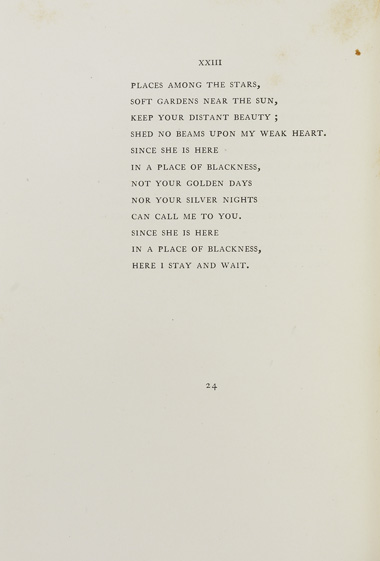 XXIII
PLACES AMONG THE STARS,
SOFT GARDENS NEAR THE SUN,
KEEP YOUR DISTANT BEAUTY ;
SHED NO BEAMS UPON MY WEAK HEART.
SINCE SHE IS HERE
IN A PLACE OF BLACKNESS,
NOT YOUR GOLDEN DAYS
NOR YOUR SILVER NIGHTS
CAN CALL ME TO YOU.
SINCE SHE IS HERE
IN A PLACE OF BLACKNESS,
HERE I STAY AND WAIT.
24